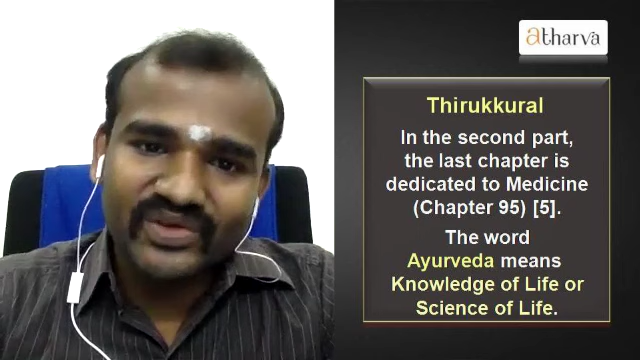 atharva
Thirukkural
In the second part,
the last chapter is
dedicated to Medicine
(Chapter 95) [5].
The word
Ayurveda means
Knowledge of Life or
Science of Life.